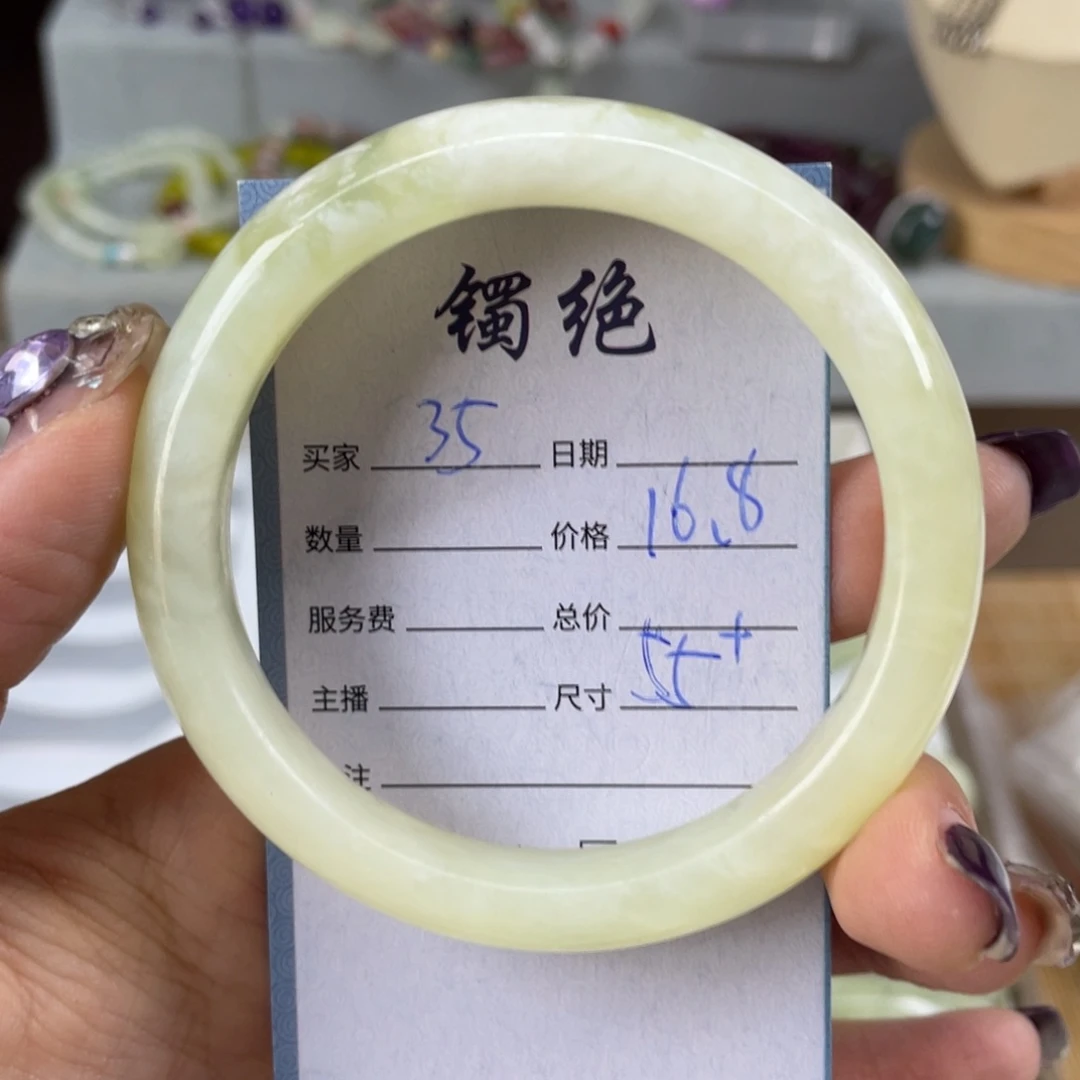 镯绝
买家 35 日期
数量 价格 16.8
服务费 总价
主播 尺寸 55+
注